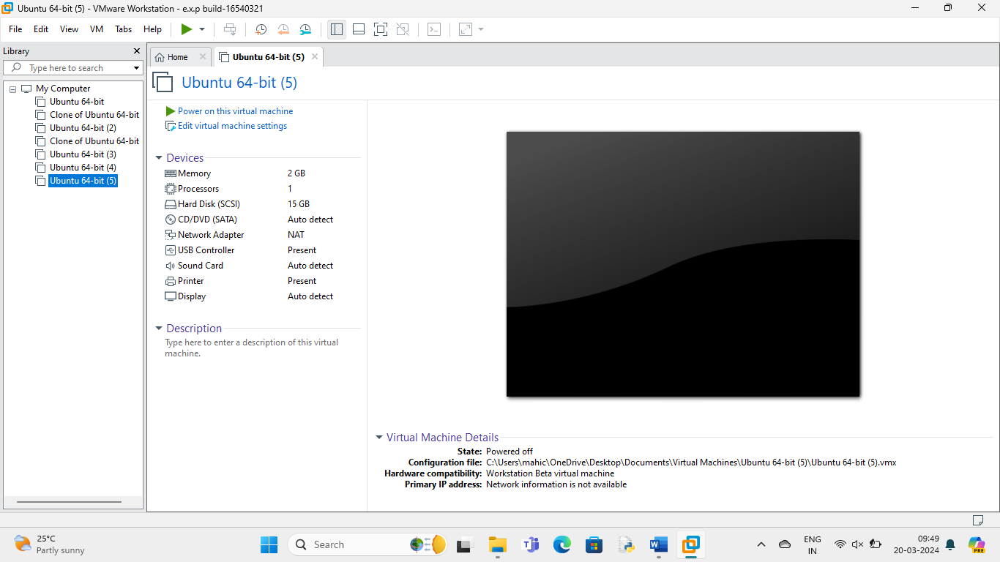 Ubuntu 64-bit (5) - VMware Workstation - e.x.p build-16540321
File Edit View VM Tabs Help
Library
Type here to search
My Computer
Ubuntu 64-bit
Clone of Ubuntu 64-bit
Ubuntu 64-bit (2)
Clone of Ubuntu 64-bit
Ubuntu 64-bit (3)
Ubuntu 64-bit (4)
Ubuntu 64-bit (5)
Home
Ubuntu 64-bit (5)
Ubuntu 64-bit (5)
Power on this virtual machine
Edit virtual machine settings
Devices
Memory 2 GB
Processors 1
Hard Disk (SCSI) 15 GB
CD/DVD (SATA) Auto detect
Network Adapter NAT
USB Controller Present
Sound Card Auto detect
Printer Present
Display Auto detect
Description
Type here to enter a description of this virtual
machine.
Virtual Machine Details
State: Powered off
Configuration file: C:\Users\mahic\OneDrive\Desktop\Documents\Virtual Machines\Ubuntu 64-bit (5)\Ubuntu 64-bit (5).vmx
Hardware compatibility: Workstation Beta virtual machine
Primary IP address: Network information is not available
25°C
Partly sunny
Search
ENG
IN
09:49
20-03-2024
PRE